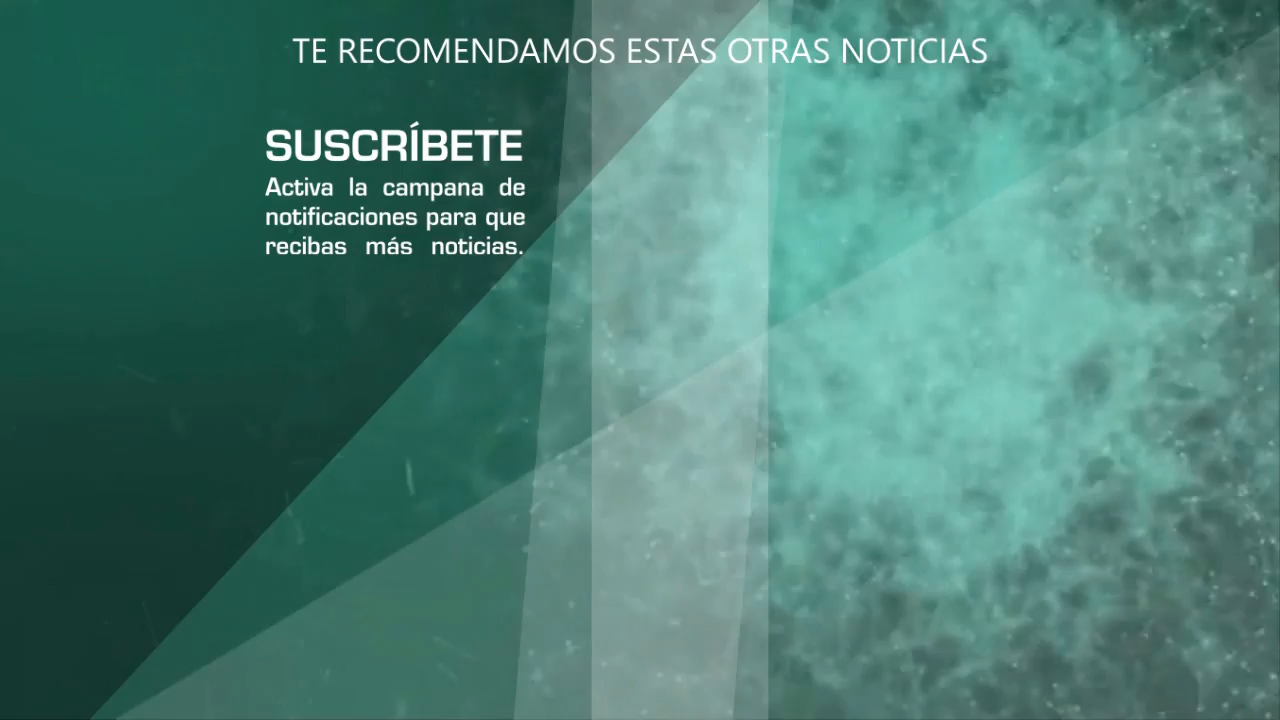 TE RECOMENDAMOS ESTAS OTRAS NOTICIAS
SUSCRÍBETE
Activa la campana de
notificaciones para que
recibas más noticias.